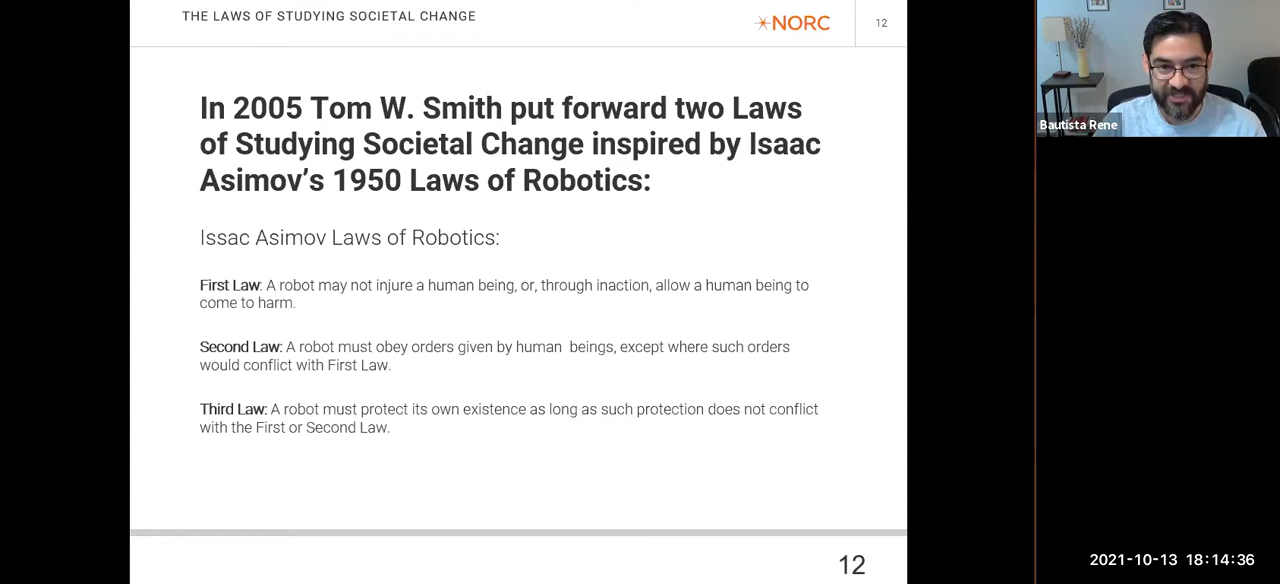 THE LAWS OF STUDYING SOCIETAL CHANGE
NORC
12
In 2005 Tom W. Smith put forward two Laws
of Studying Societal Change inspired by Isaac
Asimov’s 1950 Laws of Robotics:
Issac Asimov Laws of Robotics:
First Law: A robot may not injure a human being, or, through inaction, allow a human being to
come to harm.
Second Law: A robot must obey orders given by human beings, except where such orders
would conflict with First Law.
Third Law: A robot must protect its own existence as long as such protection does not conflict
with the First or Second Law.
12
Bautista Rene
2021-10-13 18:14:36